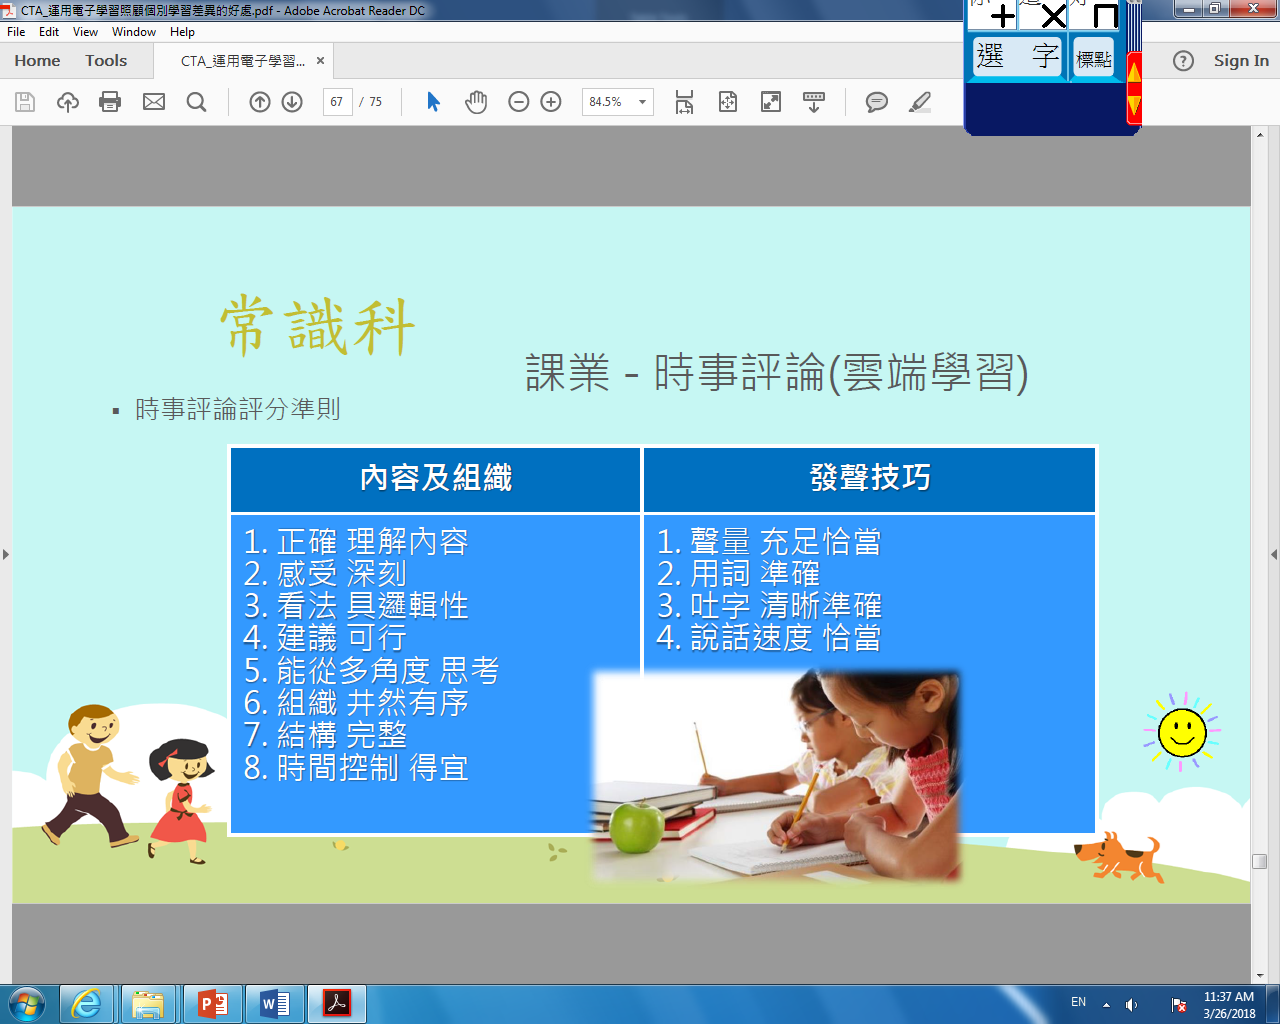 CTA_運用電子學習照顧個別學習差異的好處.pdf - Adobe Acrobat Reader DC
File Edit View Window Help
Home Tools CTA_運用電子學習... × Sign In
選 字 標點
67 / 75 84.5%
常識科
課業 - 時事評論(雲端學習)
▪ 時事評論評分準則
內容及組織 發聲技巧
1. 正確 理解內容
2. 感受 深刻
3. 看法 具邏輯性
4. 建議 可行
5. 能從多角度 思考
6. 組織 井然有序
7. 結構 完整
8. 時間控制 得宜
1. 聲量 充足恰當
2. 用詞 準確
3. 吐字 清晰準確
4. 說話速度 恰當
EN 11:37 AM
3/26/2018